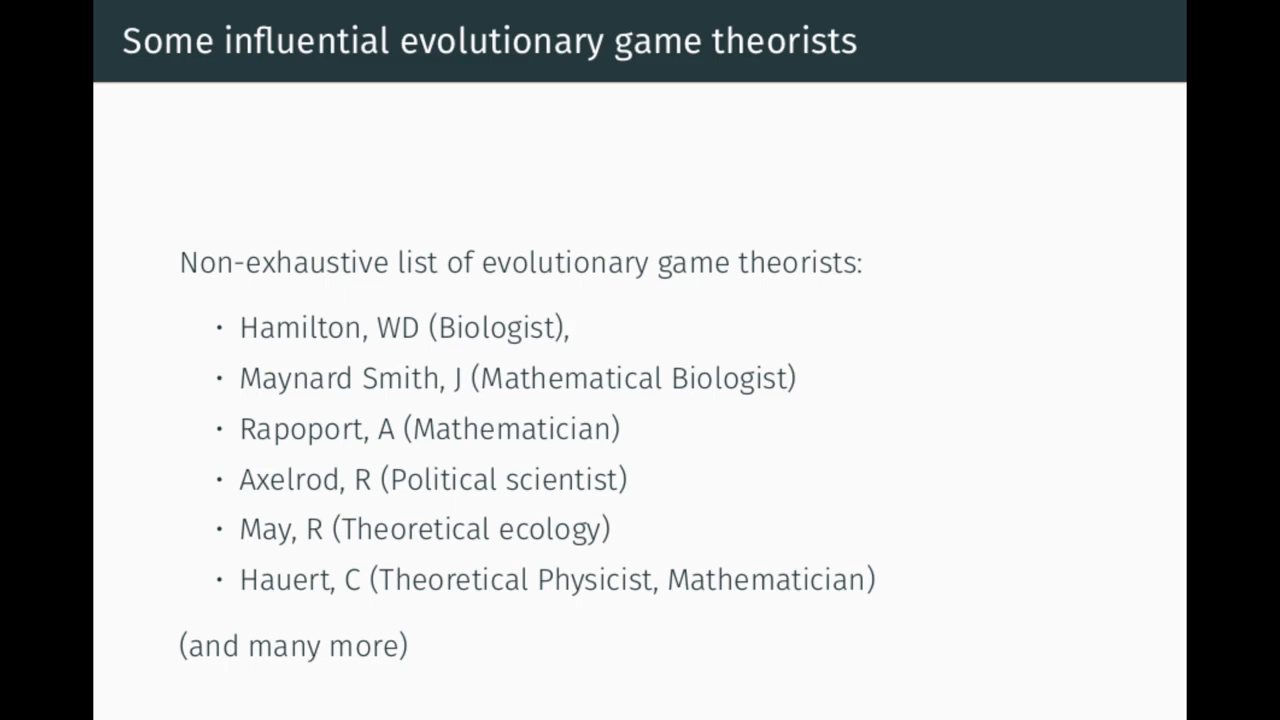 Some influential evolutionary game theorists
Non-exhaustive list of evolutionary game theorists:
• Hamilton, WD (Biologist),
• Maynard Smith, J (Mathematical Biologist)
• Rapoport, A (Mathematician)
• Axelrod, R (Political scientist)
• May, R (Theoretical ecology)
• Hauert, C (Theoretical Physicist, Mathematician)
(and many more)